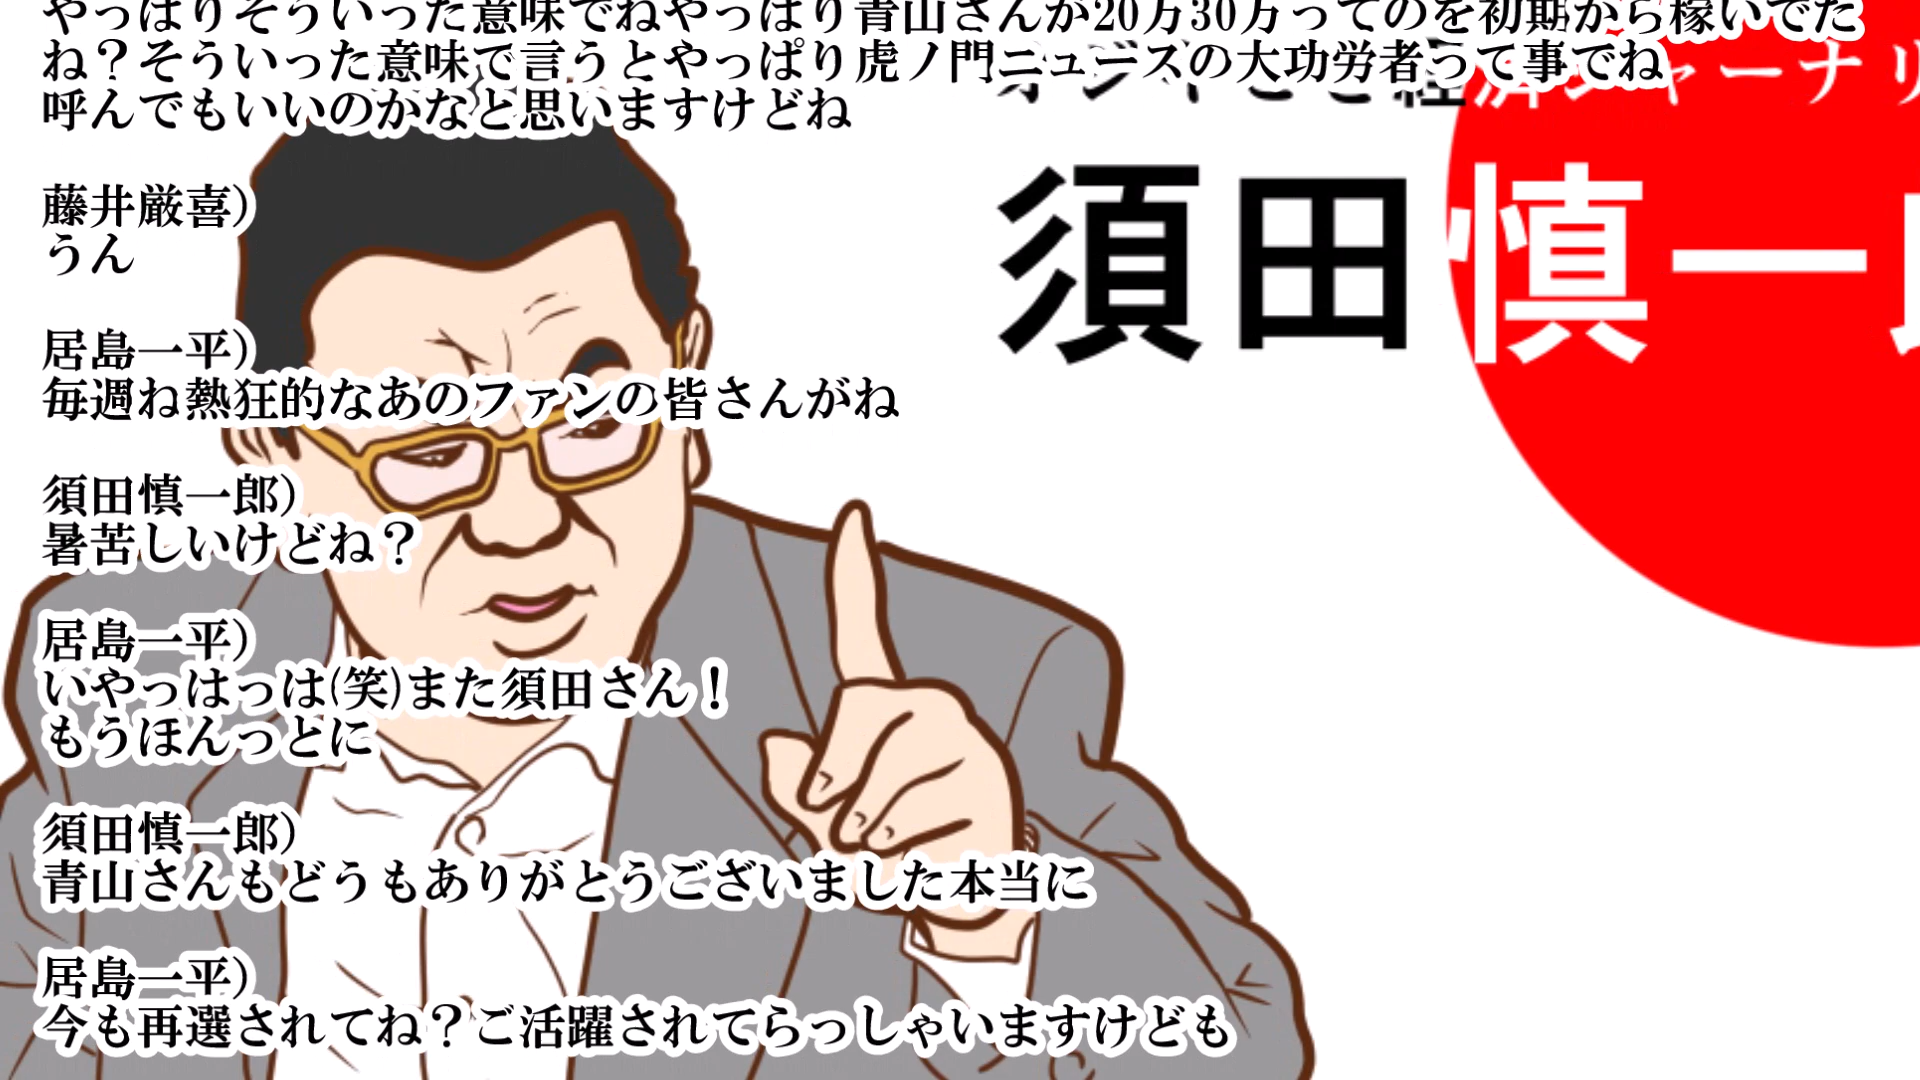 やっぱりそういった意味でねやっぱり青山さんが20万30万ってのを初期から稼いでた
ね？そういった意味で言うとやっぱり虎ノ門ニュースの大功労者って事でね
呼んでもいいのかなと思いますけどね
経済ジャーナリ
須田慎一
藤井厳喜）
うん
居島一平）
毎週ね熱狂的なあのファンの皆さんがね
須田慎一郎）
暑苦しいけどね？
居島一平）
いやっはっは(笑)また須田さん！
もうほんっとに
須田慎一郎）
青山さんもどうもありがとうございました本当に
居島一平）
今も再選されてね？ご活躍されてらっしゃいますけども